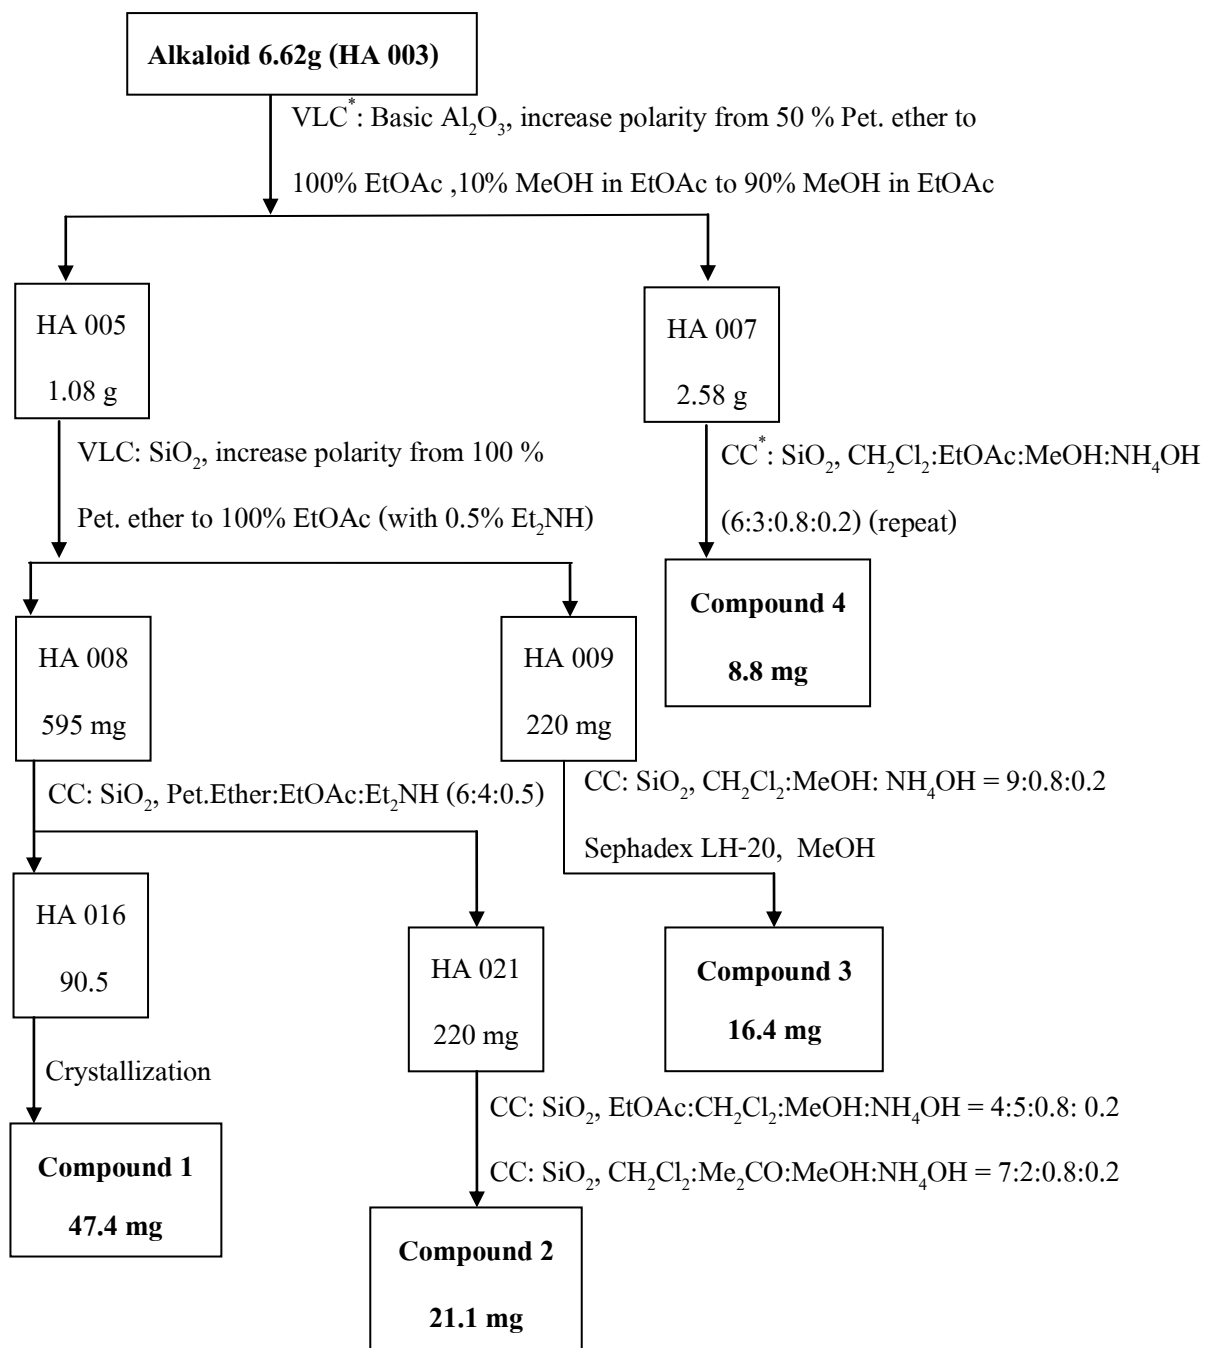 Alkaloid 6.62g (HA 003)
VLC*: Basic Al₂O₃, increase polarity from 50 % Pet. ether to
100% EtOAc ,10% MeOH in EtOAc to 90% MeOH in EtOAc
HA 005
1.08 g
HA 007
2.58 g
VLC: SiO₂, increase polarity from 100 %
Pet. ether to 100% EtOAc (with 0.5% Et₂NH)
CC*: SiO₂, CH₂Cl₂:EtOAc:MeOH:NH₄OH
(6:3:0.8:0.2) (repeat)
Compound 4
8.8 mg
HA 008
595 mg
HA 009
220 mg
CC: SiO₂, Pet.Ether:EtOAc:Et₂NH (6:4:0.5)
CC: SiO₂, CH₂Cl₂:MeOH: NH₄OH = 9:0.8:0.2
Sephadex LH-20,  MeOH
HA 016
90.5
HA 021
220 mg
Compound 3
16.4 mg
Crystallization
CC: SiO₂, EtOAc:CH₂Cl₂:MeOH:NH₄OH = 4:5:0.8: 0.2
CC: SiO₂, CH₂Cl₂:Me₂CO:MeOH:NH₄OH = 7:2:0.8:0.2
Compound 1
47.4 mg
Compound 2
21.1 mg